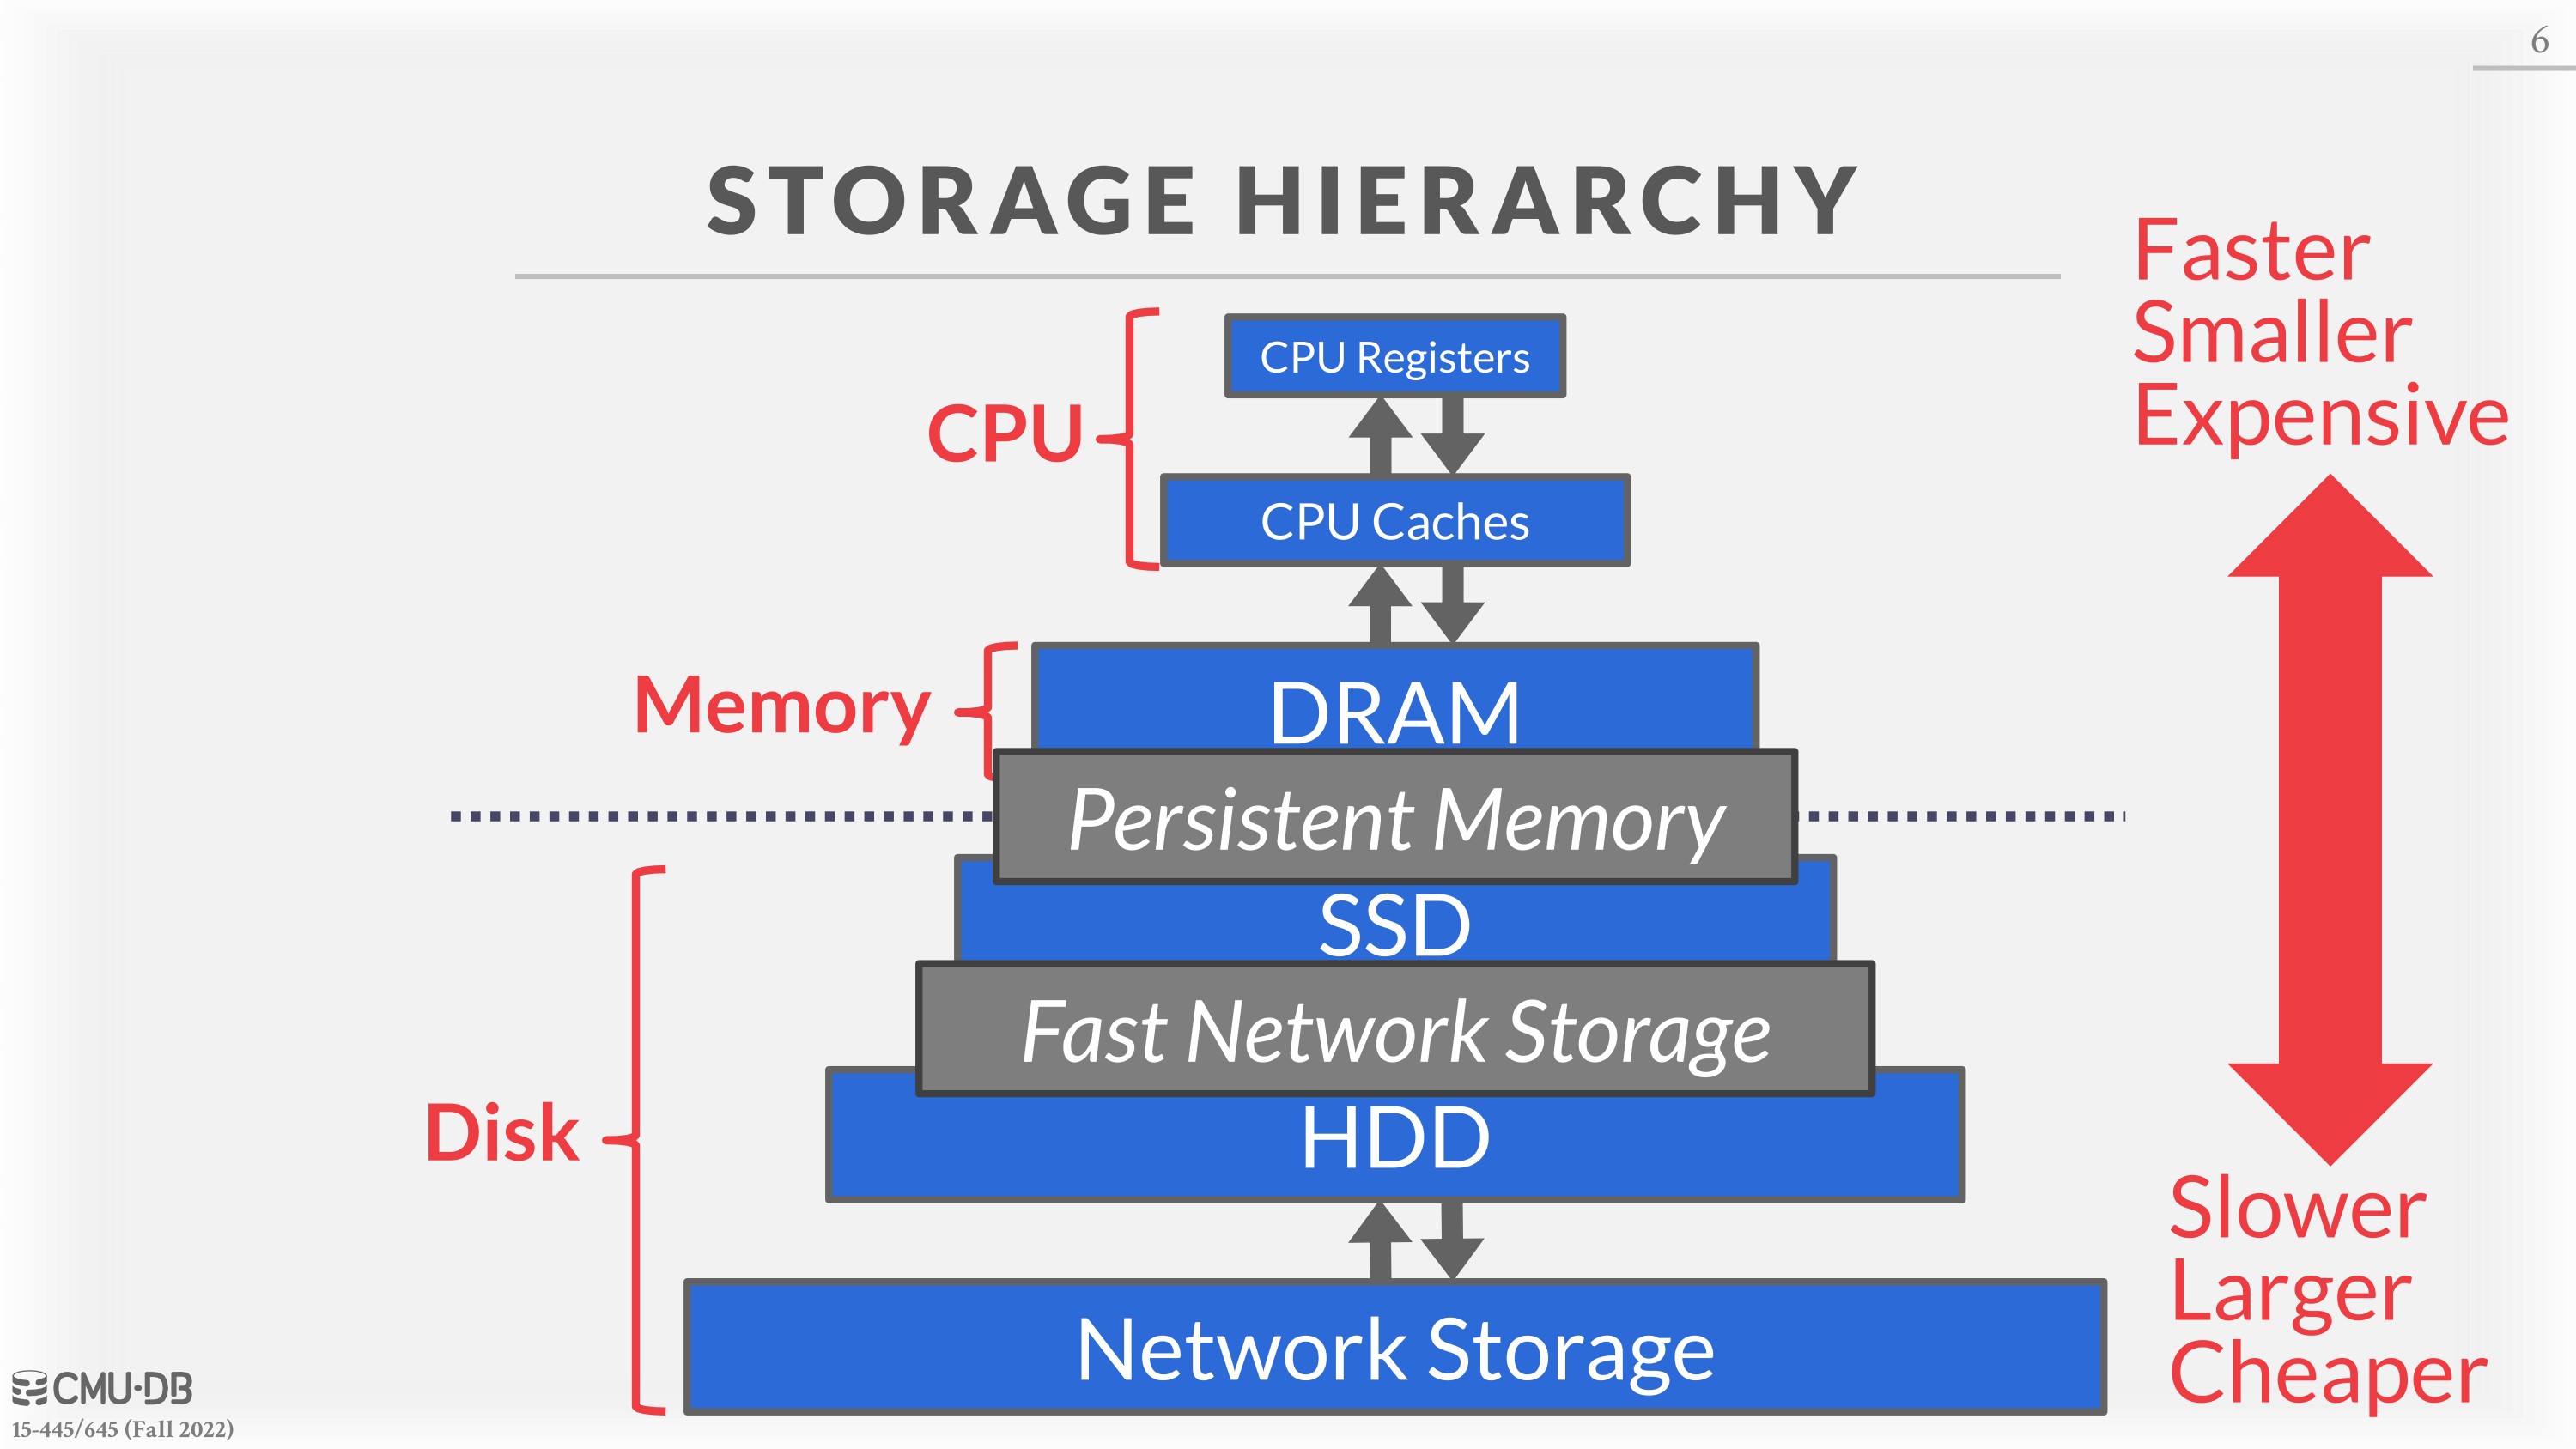 6
STORAGE HIERARCHY
Faster
Smaller
Expensive
CPU Registers
CPU
CPU Caches
Memory
DRAM
Persistent Memory
SSD
Fast Network Storage
Disk
HDD
Slower
Larger
Cheaper
Network Storage
CMU·DB
15-445/645 (Fall 2022)